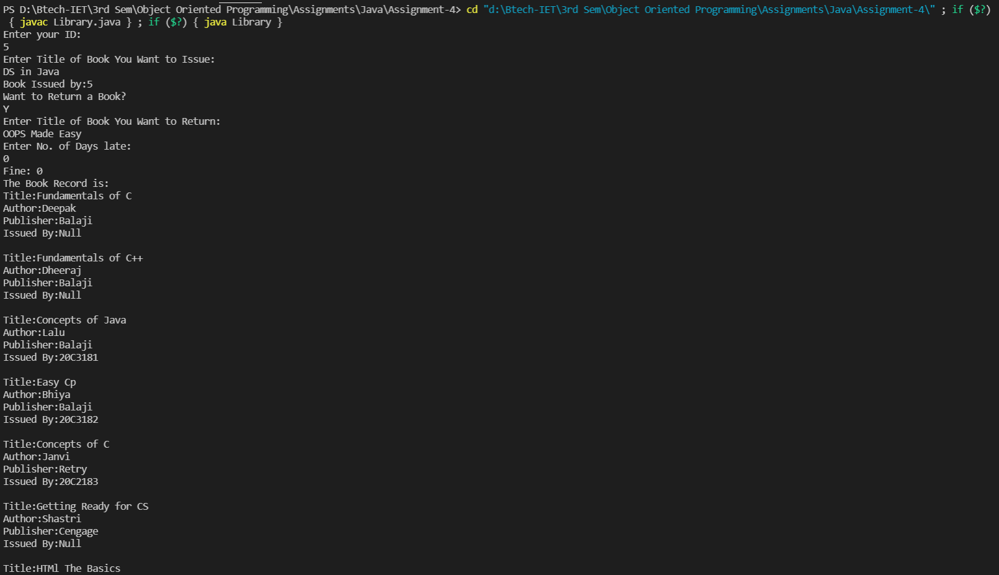 PS D:\Btech-IET\3rd Sem\Object Oriented Programming\Assignments\Java\Assignment-4> cd "d:\Btech-IET\3rd Sem\Object Oriented Programming\Assignments\Java\Assignment-4\" ; if ($?)
 { javac Library.java } ; if ($?) { java Library }
Enter your ID:
5
Enter Title of Book You Want to Issue:
DS in Java
Book Issued by:5
Want to Return a Book?
Y
Enter Title of Book You Want to Return:
OOPS Made Easy
Enter No. of Days late:
0
Fine: 0
The Book Record is:
Title:Fundamentals of C
Author:Deepak
Publisher:Balaji
Issued By:Null

Title:Fundamentals of C++
Author:Dheeraj
Publisher:Balaji
Issued By:Null

Title:Concepts of Java
Author:Lalu
Publisher:Balaji
Issued By:20C3181

Title:Easy Cp
Author:Bhiya
Publisher:Balaji
Issued By:20C3182

Title:Concepts of C
Author:Janvi
Publisher:Retry
Issued By:20C2183

Title:Getting Ready for CS
Author:Shastri
Publisher:Cengage
Issued By:Null

Title:HTMl The Basics